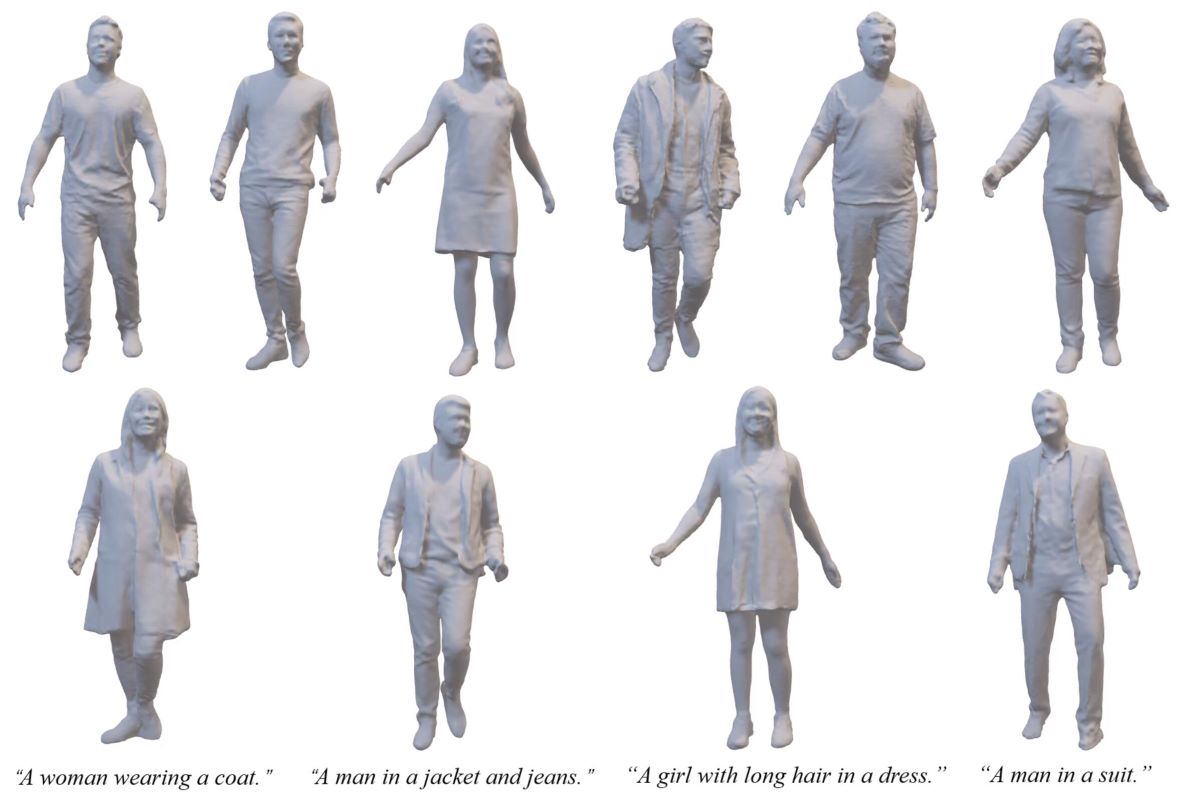 “A woman wearing a coat.”
“A man in a jacket and jeans.”
“A girl with long hair in a dress.”
“A man in a suit.”